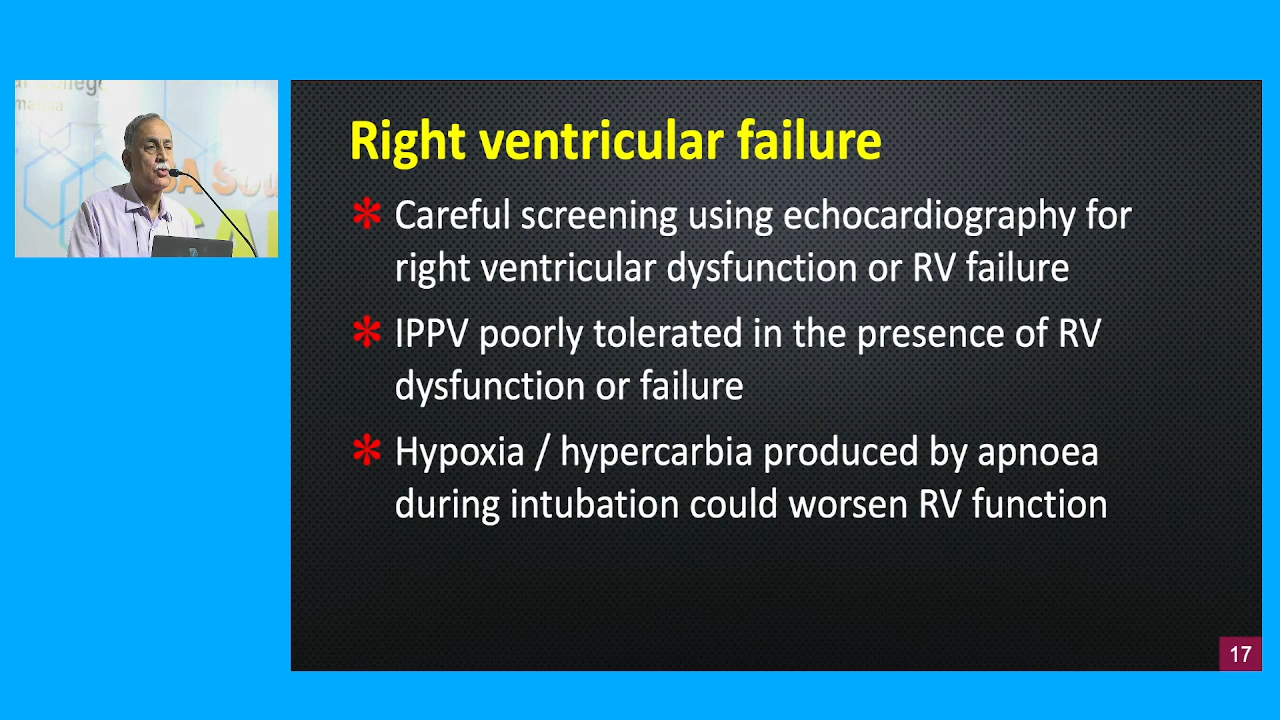 Right ventricular failure
* Careful screening using echocardiography for
right ventricular dysfunction or RV failure
* IPPV poorly tolerated in the presence of RV
dysfunction or failure
* Hypoxia / hypercarbia produced by apnoea
during intubation could worsen RV function
17